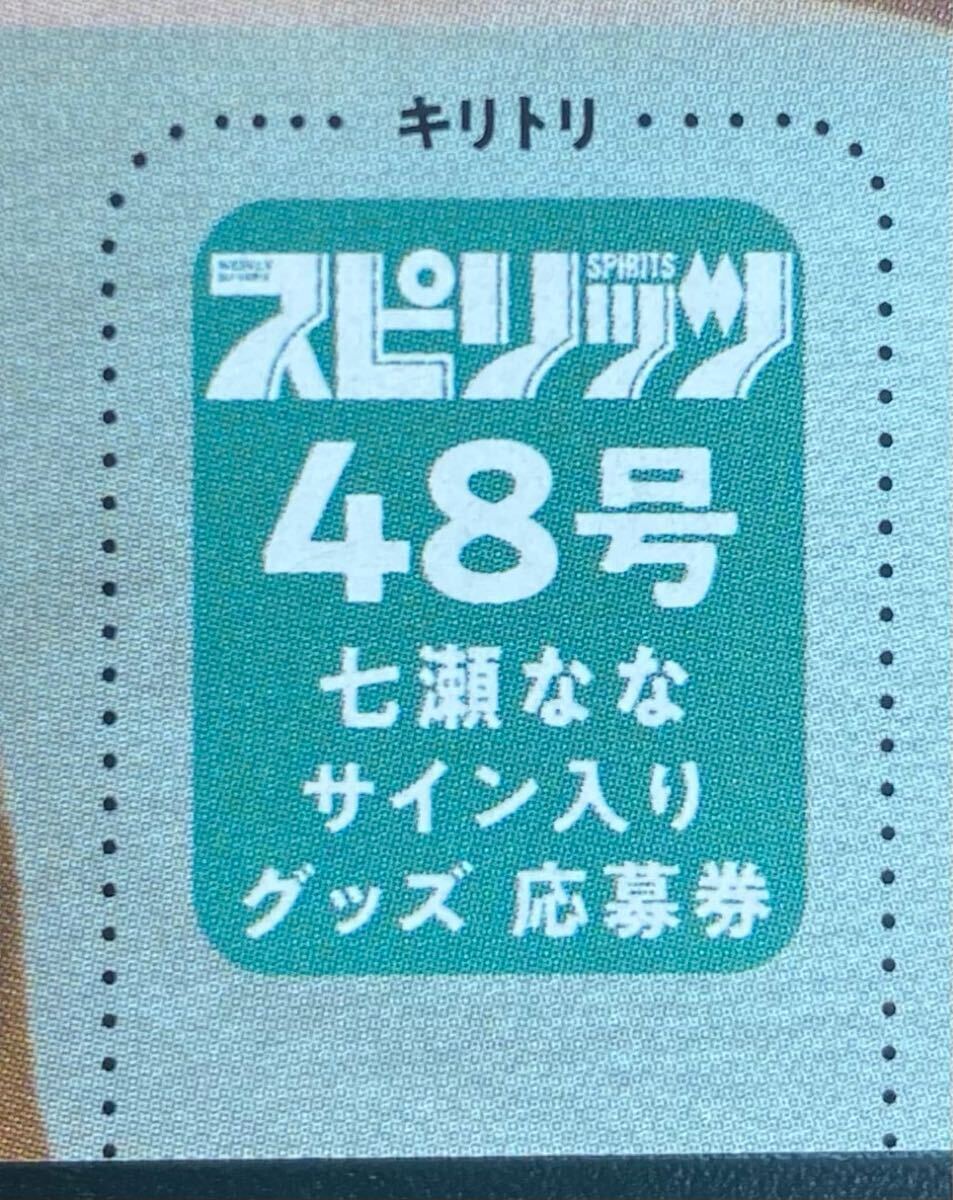 キリトリ
スピリッツ
SPIRITS
48号
七瀬なな
サイン入り
グッズ 応募券